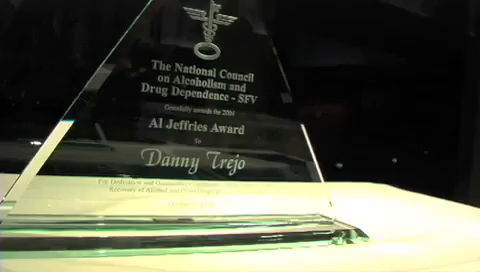 The National Council
on Alcoholism and
Drug Dependence - SFV
Gratefully awards the 2004
Al Jeffries Award
To
Danny Trejo
For Dedication and
Recovery of Alcohol and